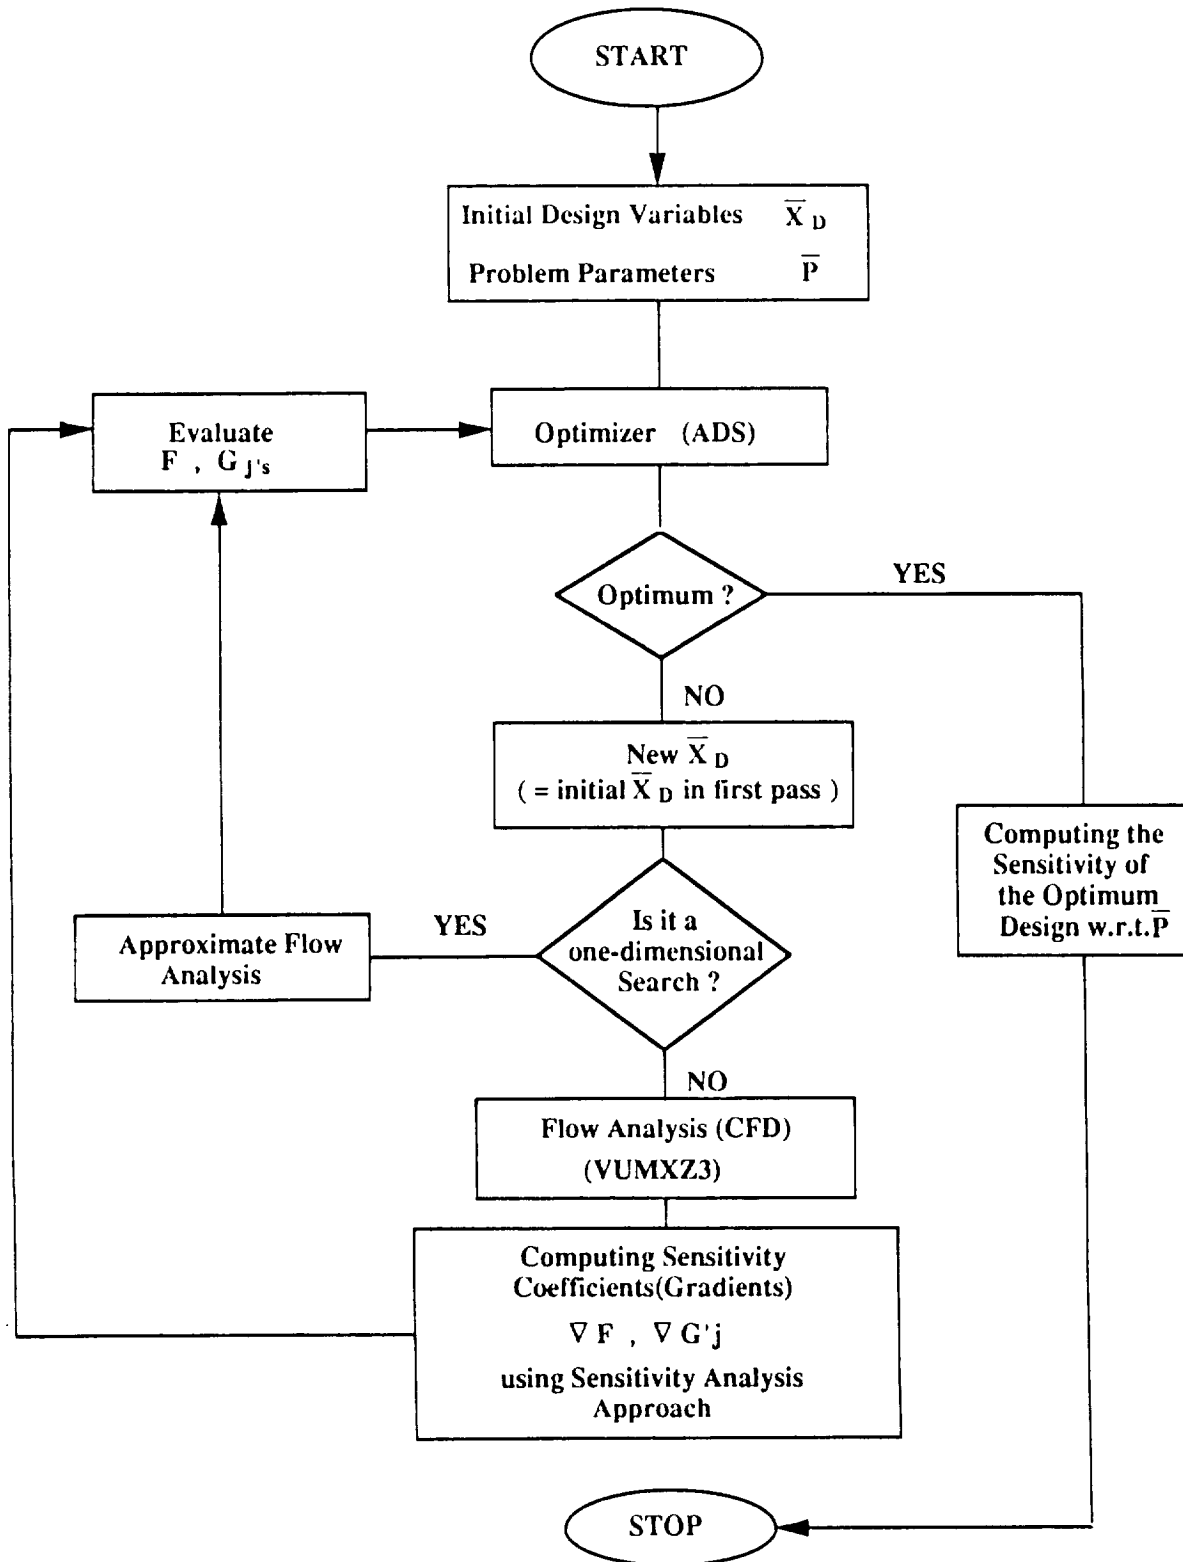 START
Initial Design Variables X̅ D
Problem Parameters P̅
Evaluate
F , G j's
Optimizer (ADS)
Optimum ?
YES
NO
New X̅ D
( = initial X̅ D in first pass )
Computing the
Sensitivity of
the Optimum
Design w.r.t. P̅
Is it a
one-dimensional
Search ?
YES
Approximate Flow
Analysis
NO
Flow Analysis (CFD)
(VUMXZ3)
Computing Sensitivity
Coefficients(Gradients)
∇ F , ∇ G'j
using Sensitivity Analysis
Approach
STOP